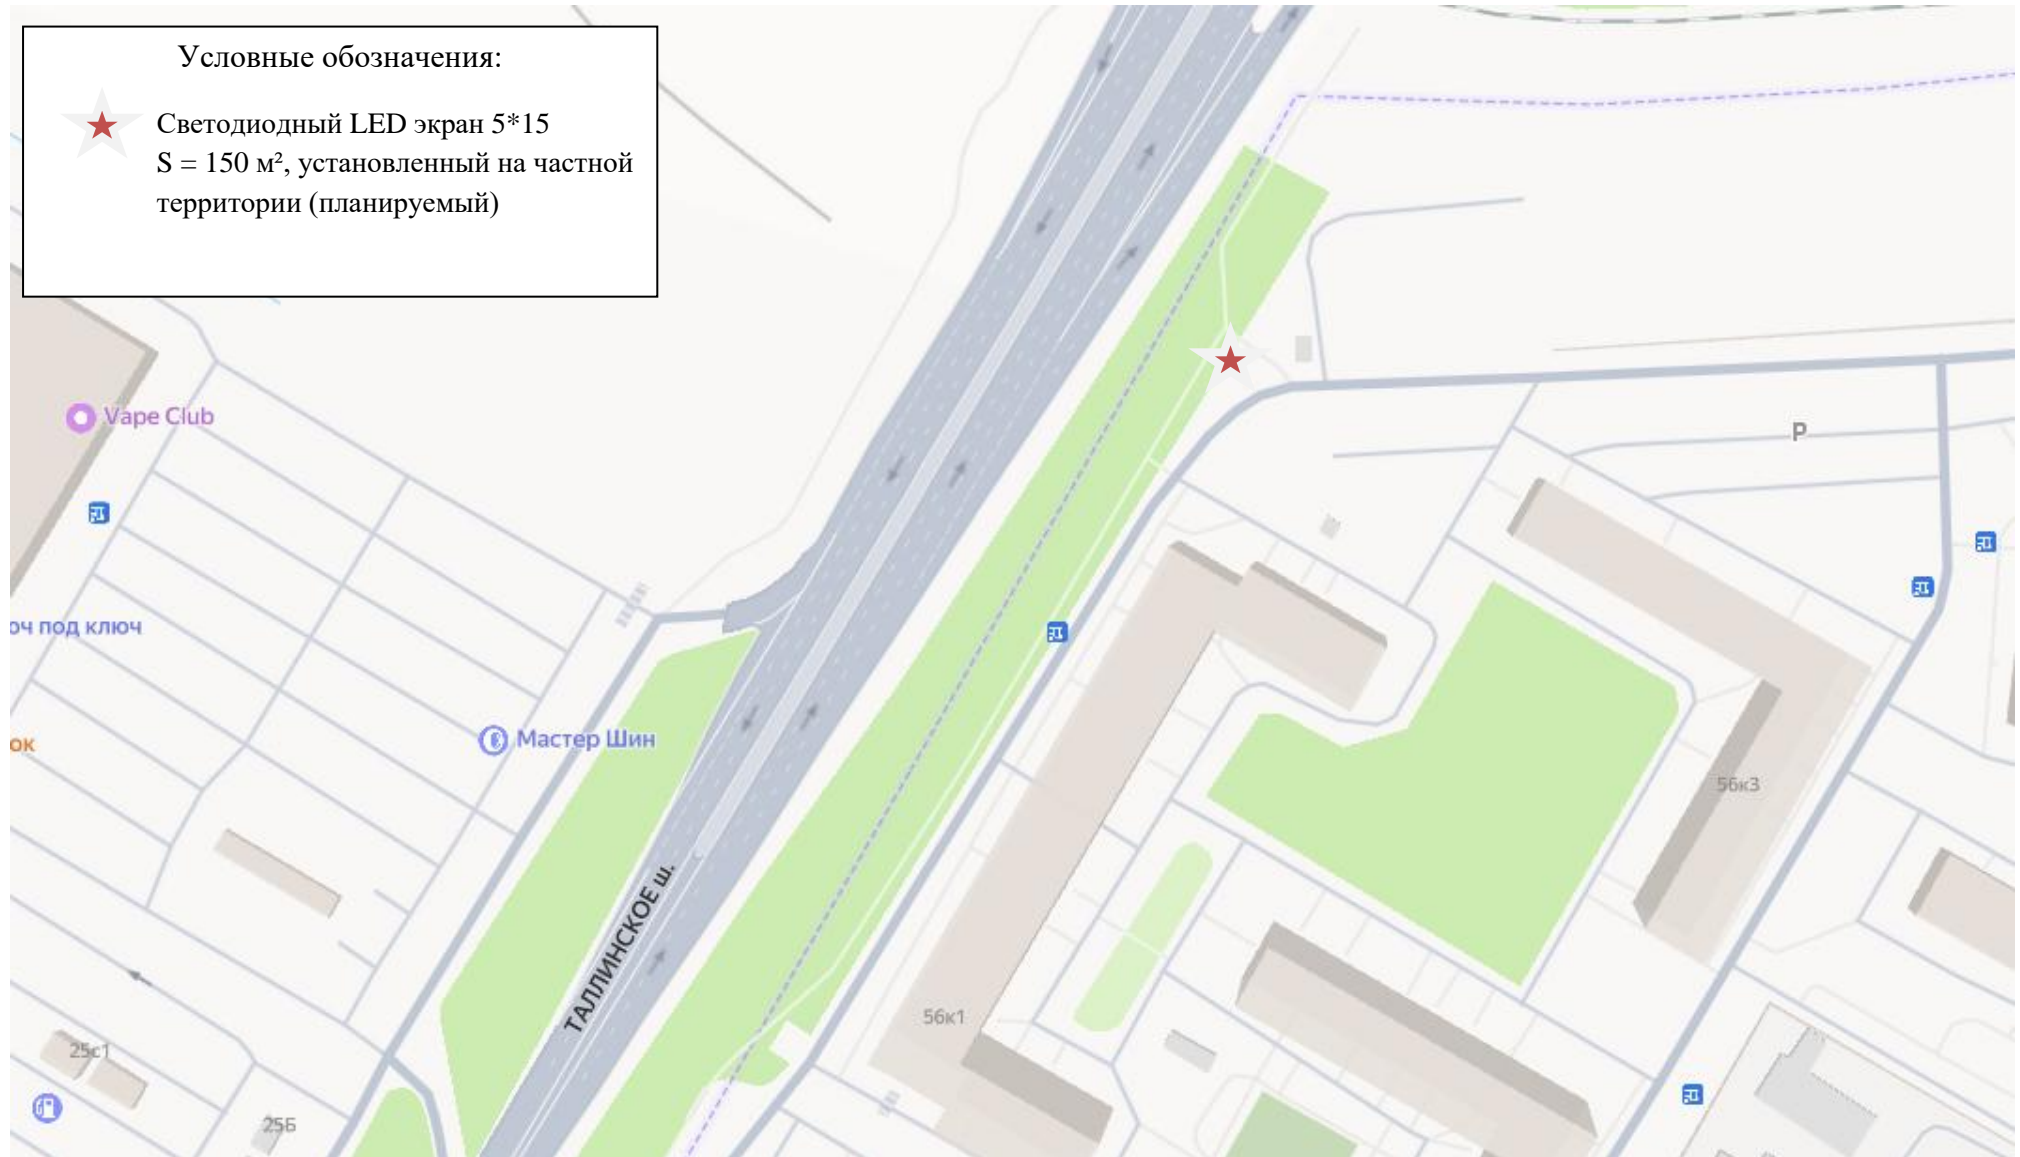 Условные обозначения:
Светодиодный LED экран 5*15
S = 150 м², установленный на частной
территории (планируемый)
Vape Club
P
оч под ключ
Мастер Шин
ок
56к3
ТАЛЛИНСКОЕ ш.
56к1
25с1
25Б